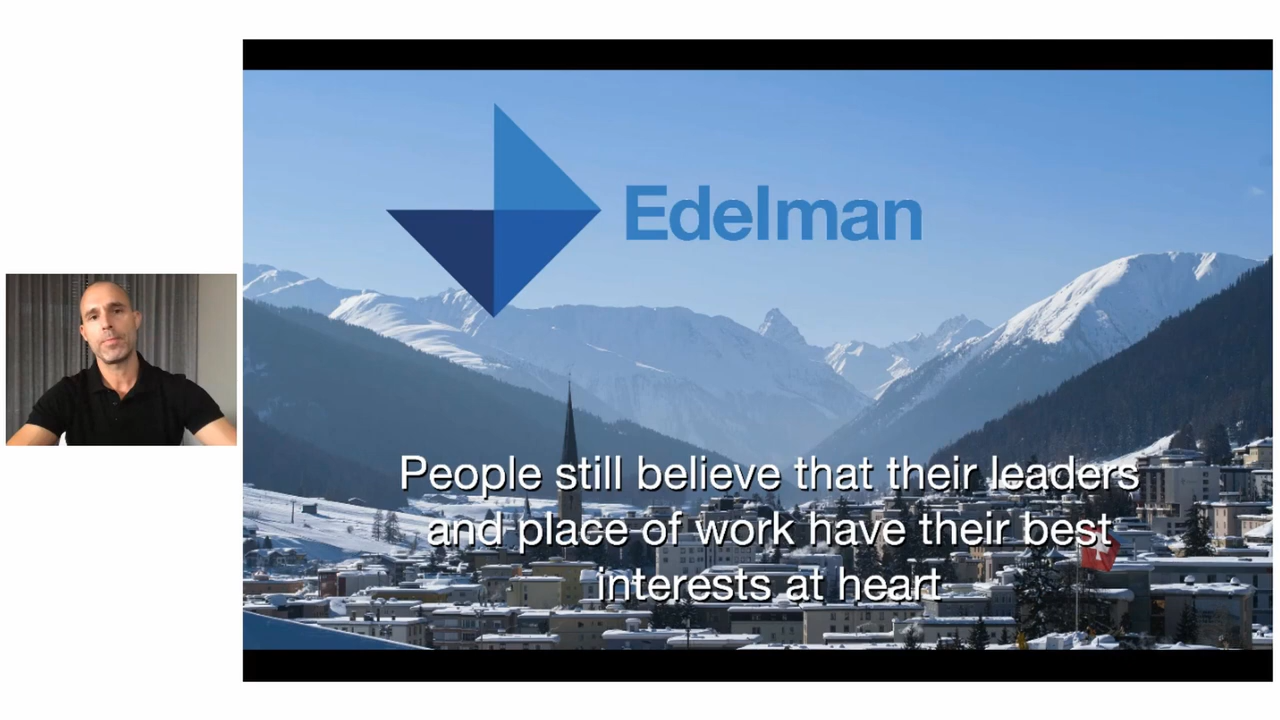 Edelman
People still believe that their leaders
and place of work have their best
interests at heart